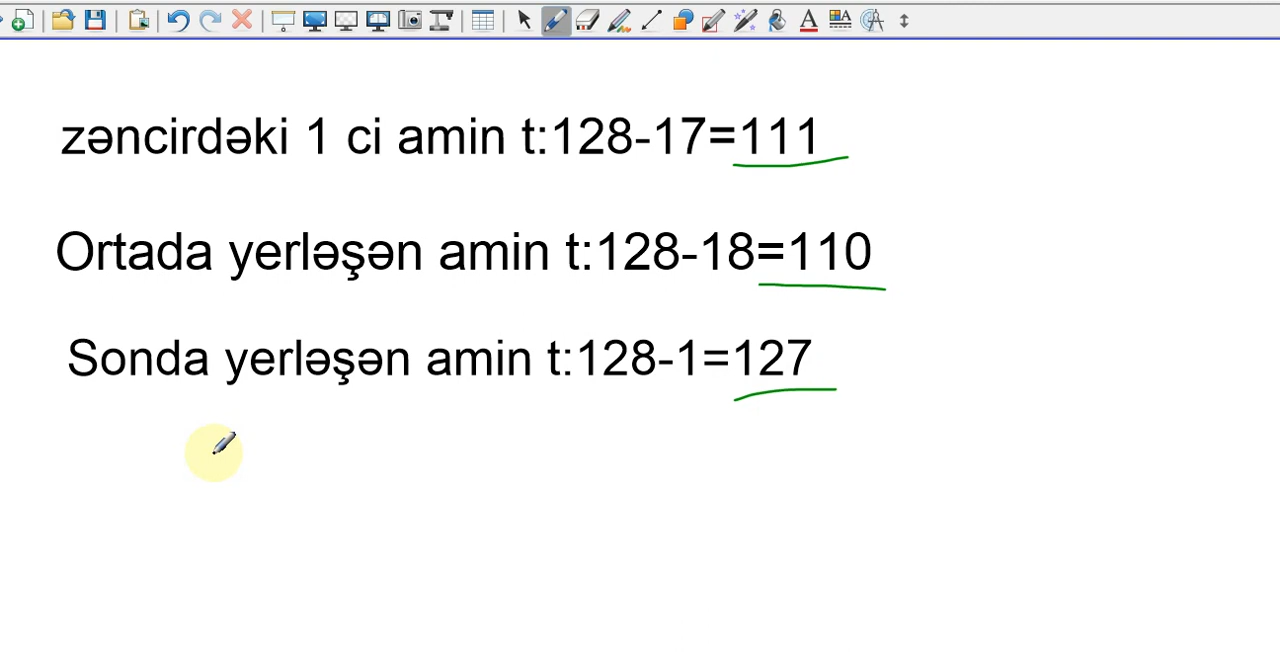 zəncirdəki 1 ci amin t:128-17=111
Ortada yerləşən amin t:128-18=110
Sonda yerləşən amin t:128-1=127